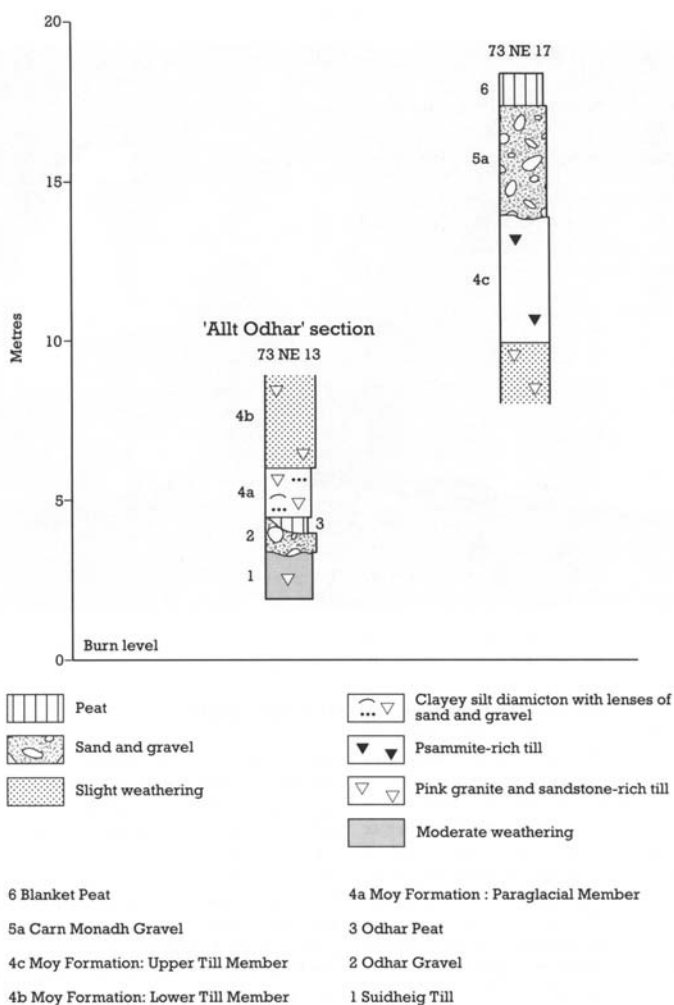 20
15
10
5
0
Metres
73 NE 17
6
5a
4c
'Allt Odhar' section
73 NE 13
4b
4a
3
2
1
Burn level
Peat
Sand and gravel
Slight weathering
Clayey silt diamicton with lenses of
sand and gravel
Psammite-rich till
Pink granite and sandstone-rich till
Moderate weathering
6 Blanket Peat
5a Carn Monadh Gravel
4c Moy Formation: Upper Till Member
4b Moy Formation: Lower Till Member
4a Moy Formation : Paraglacial Member
3 Odhar Peat
2 Odhar Gravel
1 Suidheig Till